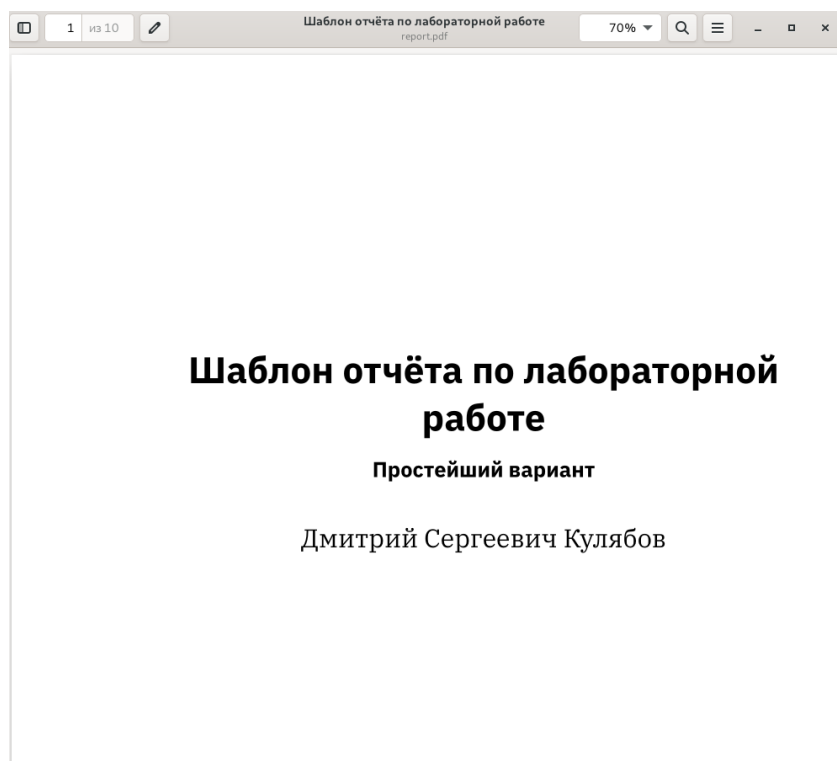 1 из 10
Шаблон отчёта по лабораторной работе
report.pdf
70%
Шаблон отчёта по лабораторной
работе
Простейший вариант
Дмитрий Сергеевич Кулябов